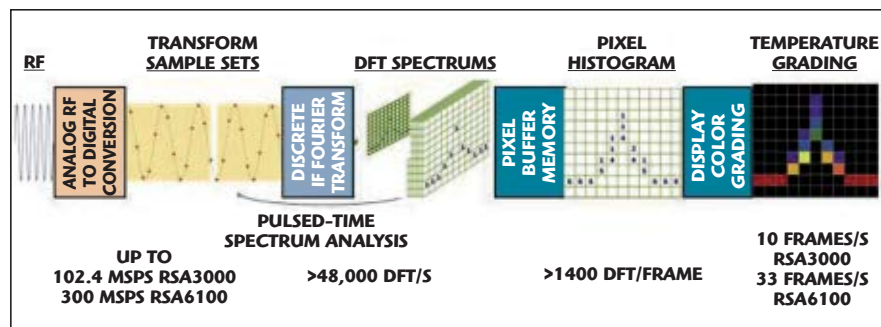 RF
TRANSFORM
SAMPLE SETS
DFT SPECTRUMS
PIXEL
HISTOGRAM
TEMPERATURE
GRADING
ANALOG RF
TO DIGITAL
CONVERSION
DISCRETE
IF FOURIER
TRANSFORM
PIXEL
BUFFER
MEMORY
DISPLAY
COLOR
GRADING
PULSED-TIME
SPECTRUM ANALYSIS
UP TO
102.4 MSPS RSA3000
300 MSPS RSA6100
>48,000 DFT/S
>1400 DFT/FRAME
10 FRAMES/S
RSA3000
33 FRAMES/S
RSA6100